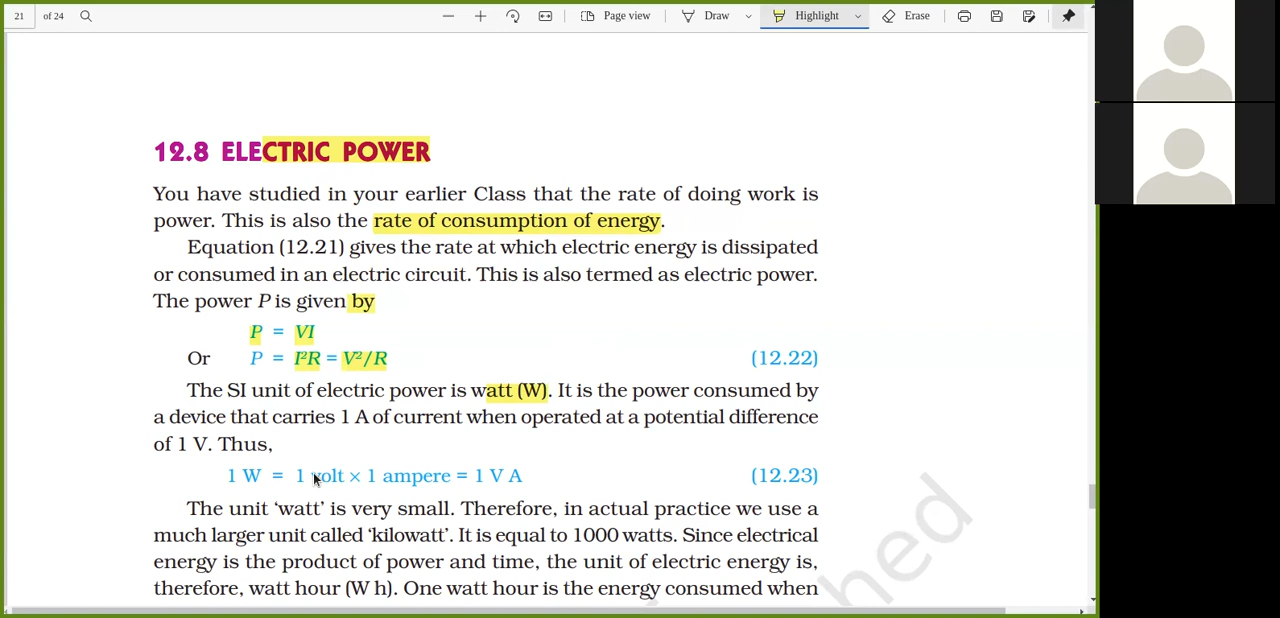 21 of 24 Page view Draw Highlight Erase
12.8 ELECTRIC POWER
You have studied in your earlier Class that the rate of doing work is
power. This is also the rate of consumption of energy.
Equation (12.21) gives the rate at which electric energy is dissipated
or consumed in an electric circuit. This is also termed as electric power.
The power P is given by
P = VI
Or P = I²R = V²/R (12.22)
The SI unit of electric power is watt (W). It is the power consumed by
a device that carries 1 A of current when operated at a potential difference
of 1 V. Thus,
1 W = 1 volt × 1 ampere = 1 V A (12.23)
The unit ‘watt’ is very small. Therefore, in actual practice we use a
much larger unit called ‘kilowatt’. It is equal to 1000 watts. Since electrical
energy is the product of power and time, the unit of electric energy is,
therefore, watt hour (W h). One watt hour is the energy consumed when
hed